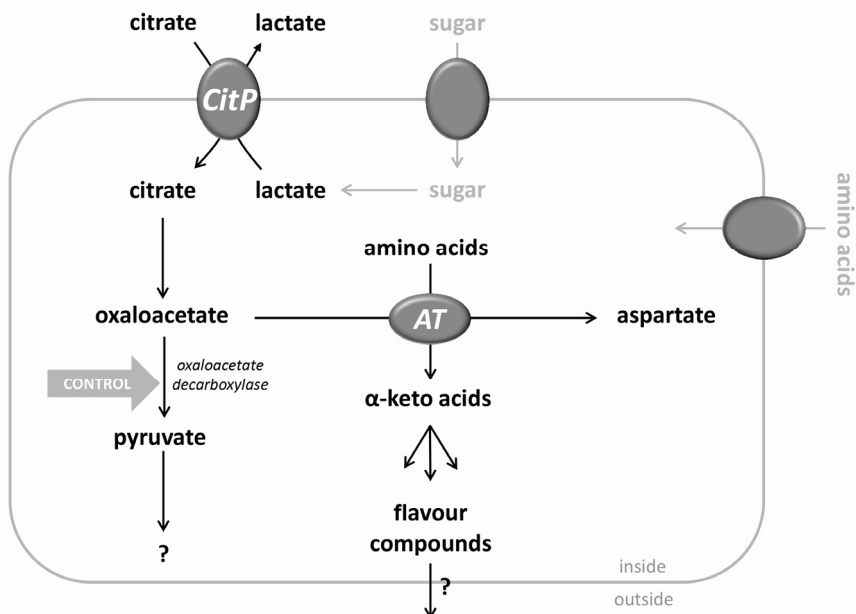 citrate lactate sugar
CitP
citrate lactate sugar
amino acids
amino acids
oxaloacetate AT aspartate
oxaloacetate
decarboxylase
CONTROL
α-keto acids
pyruvate
flavour
compounds
?
inside
?
outside